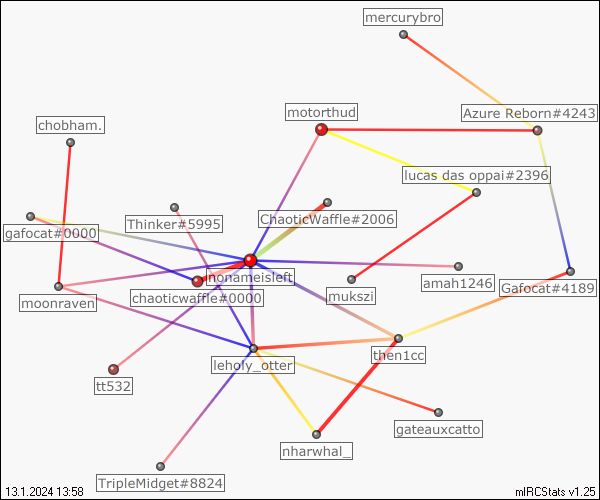 mercurybro
motorthud
Azure Reborn#4243
chobham.
lucas das oppai#2396
gafocat#0000
Thinker#5995
ChaoticWaffle#2006
nonameisleft
amah1246
Gafocat#4189
moonraven
chaoticwaffle#0000
mukszi
leholy_otter
then1cc
tt532
gateauxcatto
nharwhal_
TripleMidget#8824
13.1.2024 13:58
mIRCStats v1.25